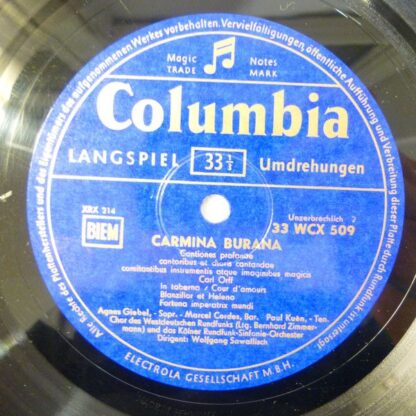 Alle Rechte des Plattenherstellers und des Eigentümers des aufgenommenen Werkes vorbehalten. Vervielfältigungen, öffentliche Aufführung und Verbreitung dieser Platte durch Rundfunk ist untersagt
Magic Notes
TRADE MARK
Columbia
LANGSPIEL 33⅓ Umdrehungen
XRX 214
Unzerbrechlich 2
BIEM
33 WCX 509
CARMINA BURANA
Cantiones profanae
cantoribus et choris cantandae
comitantibus instrumentis atque imaginibus magicis
Carl Orff
in taberna : Cour d'amours
Blanziflor et Helena
Fortuna imperatrix mundi
Agnes Giebel, - Sopr. - Marcel Cordes, Bar. Paul Kuën, - Ten.
Chor des Westdeutschen Rundfunks (Ltg. Bernhard Zimmer-
mann) und das Kölner Rundfunk-Sinfonie-Orchester
Dirigent: Wolfgang Sawallisch
ELECTROLA GESELLSCHAFT M.B.H.